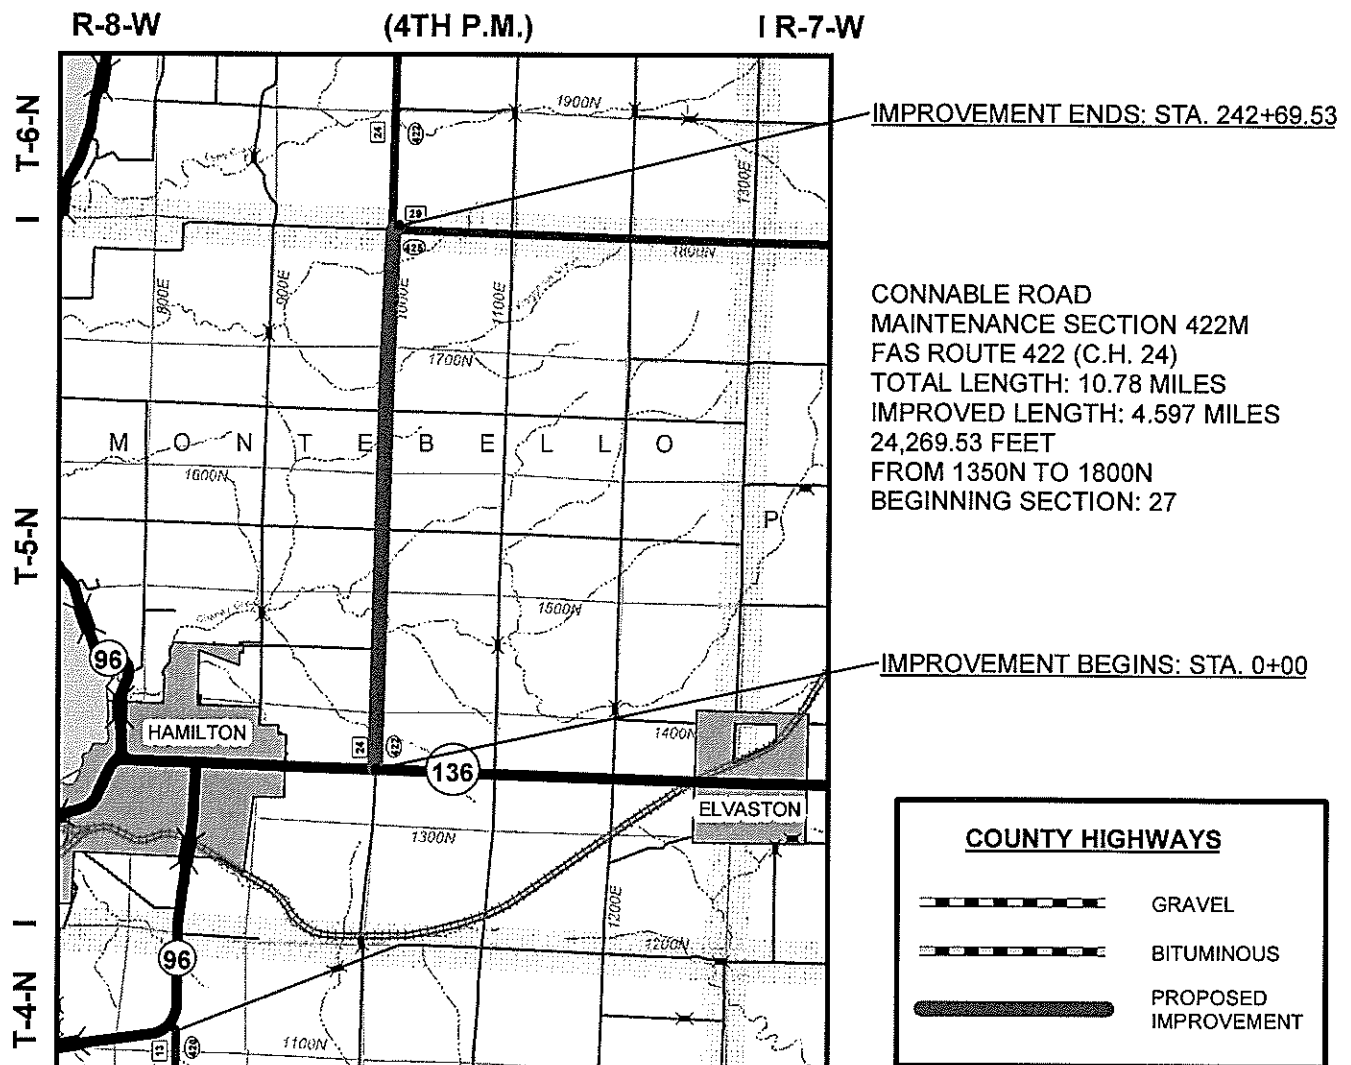 R-8-W (4TH P.M.) I R-7-W
T-6-N
I
T-5-N
I
T-4-N
1900N
24
422
1300E
IMPROVEMENT ENDS: STA. 242+69.53
29
426
1800N
800E
900E
1000E
1100E
1700N
CONNABLE ROAD
MAINTENANCE SECTION 422M
FAS ROUTE 422 (C.H. 24)
TOTAL LENGTH: 10.78 MILES
IMPROVED LENGTH: 4.597 MILES
24,269.53 FEET
FROM 1350N TO 1800N
BEGINNING SECTION: 27
M O N T E B E L L O
1600N
P
1500N
96
IMPROVEMENT BEGINS: STA. 0+00
HAMILTON
24
422
1400N
136
ELVASTON
1300N
1200E
1200N
96
13
420
1100N
COUNTY HIGHWAYS
GRAVEL
BITUMINOUS
PROPOSED
IMPROVEMENT